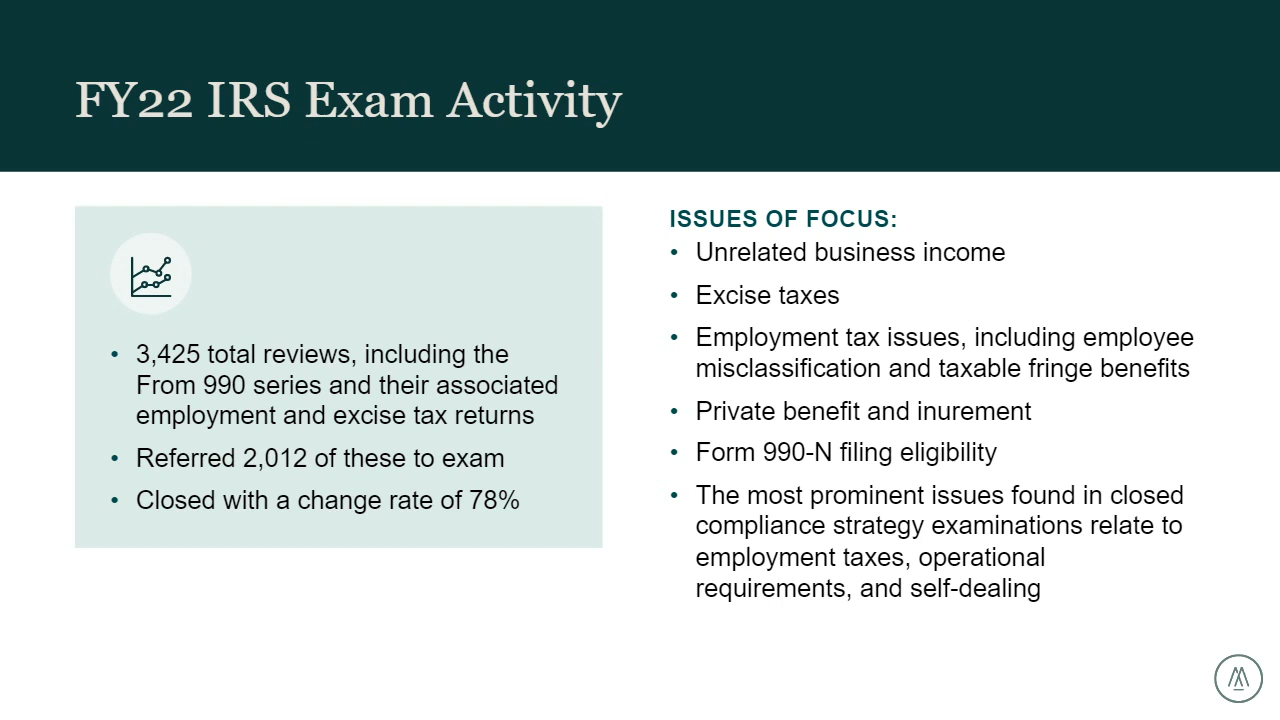 FY22 IRS Exam Activity
• 3,425 total reviews, including the
From 990 series and their associated
employment and excise tax returns
• Referred 2,012 of these to exam
• Closed with a change rate of 78%
ISSUES OF FOCUS:
• Unrelated business income
• Excise taxes
• Employment tax issues, including employee
misclassification and taxable fringe benefits
• Private benefit and inurement
• Form 990-N filing eligibility
• The most prominent issues found in closed
compliance strategy examinations relate to
employment taxes, operational
requirements, and self-dealing